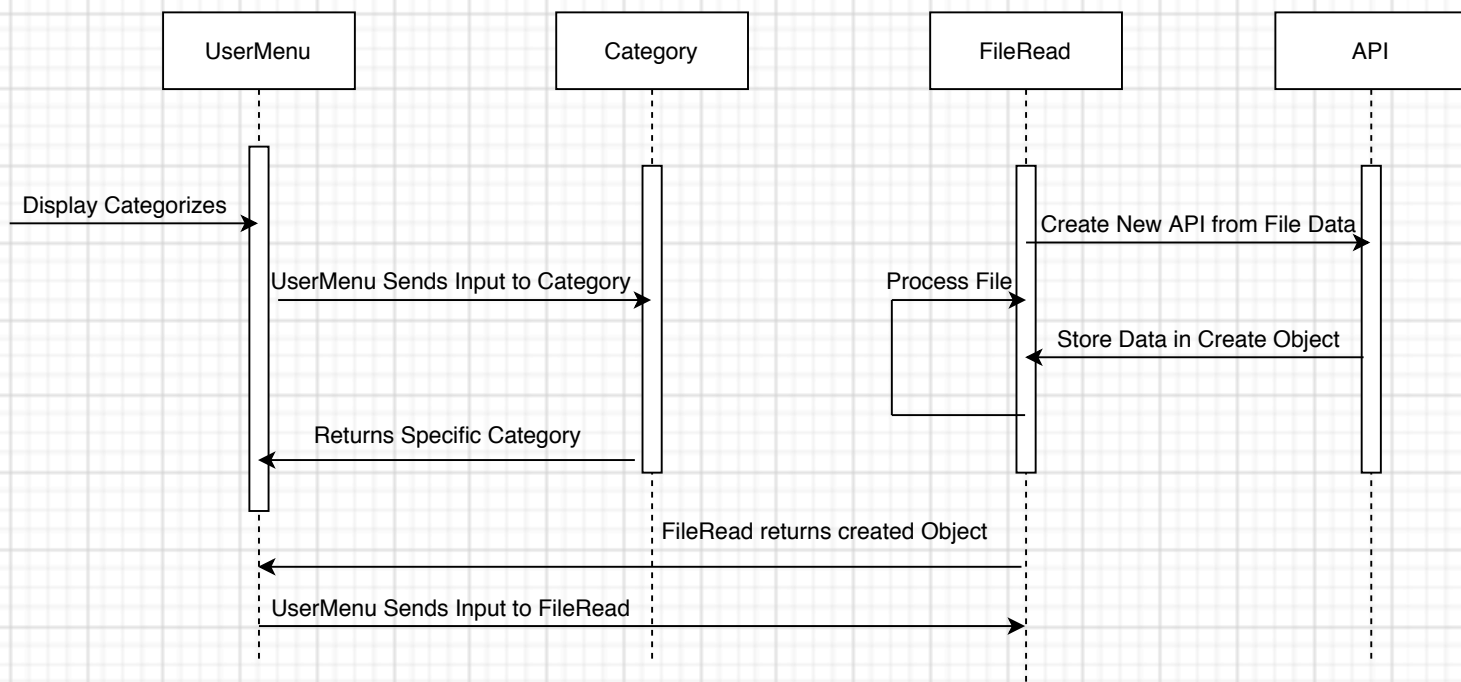 UserMenu
Category
FileRead
API
Display Categorizes
Create New API from File Data
UserMenu Sends Input to Category
Process File
Store Data in Create Object
Returns Specific Category
FileRead returns created Object
UserMenu Sends Input to FileRead